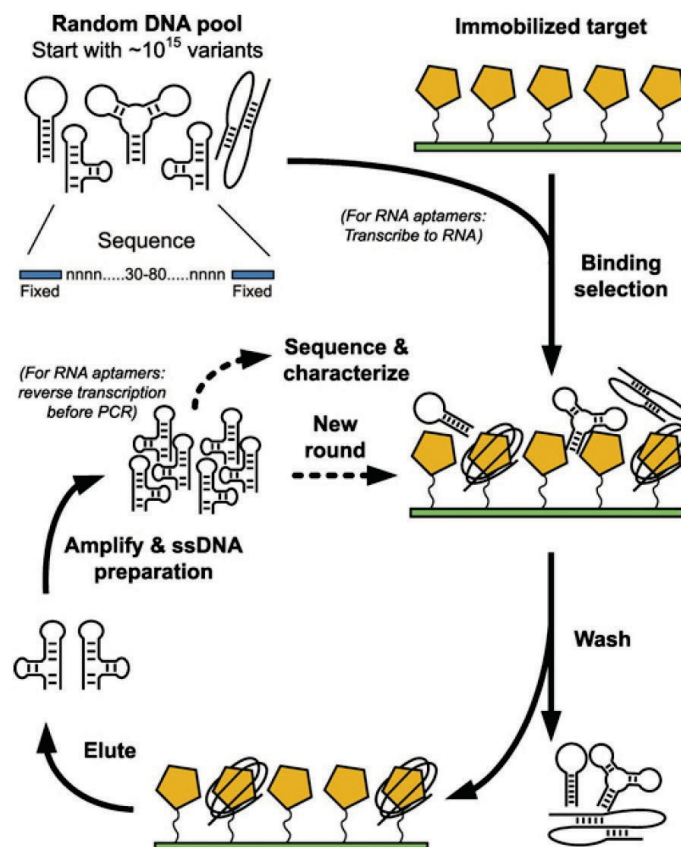 Random DNA pool
Start with ~10¹⁵ variants
Immobilized target
(For RNA aptamers:
Transcribe to RNA)
Sequence
nnnn.....30-80.....nnnn
Fixed
Fixed
Binding
selection
(For RNA aptamers:
reverse transcription
before PCR)
Sequence &
characterize
New
round
Amplify & ssDNA
preparation
Wash
Elute